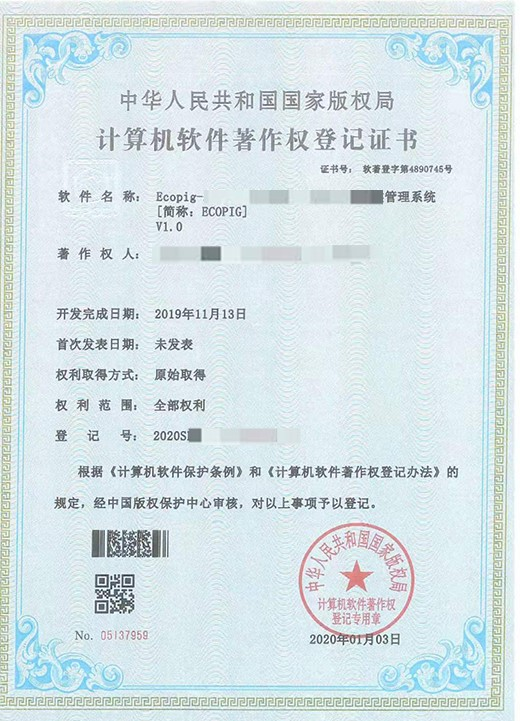 中华人民共和国国家版权局
计算机软件著作权登记证书
证书号: 软著登字第4890745号
软件名称: Ecopig- 管理系统
[简称: ECOPIG]
V1.0
著作权人:
开发完成日期: 2019年11月13日
首次发表日期: 未发表
权利取得方式: 原始取得
权利范围: 全部权利
登记号: 2020S
根据《计算机软件保护条例》和《计算机软件著作权登记办法》的
规定,经中国版权保护中心审核,对以上事项予以登记。
中华人民共和国国家版权局
计算机软件著作权
登记专用章
No. 05137959
2020年01月03日